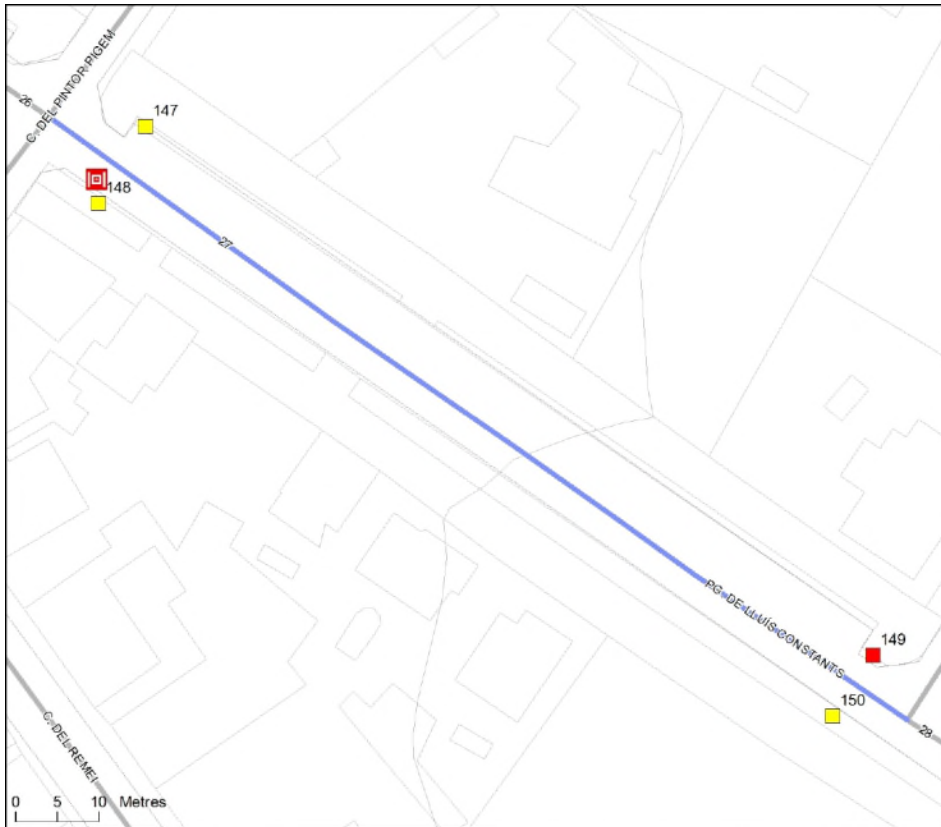 C. DEL PINTOR PIGEM
26
147
148
27
PG. DE LLUÍS CONSTANTS
149
150
28
C. DEL REMEI
0 5 10 Metres